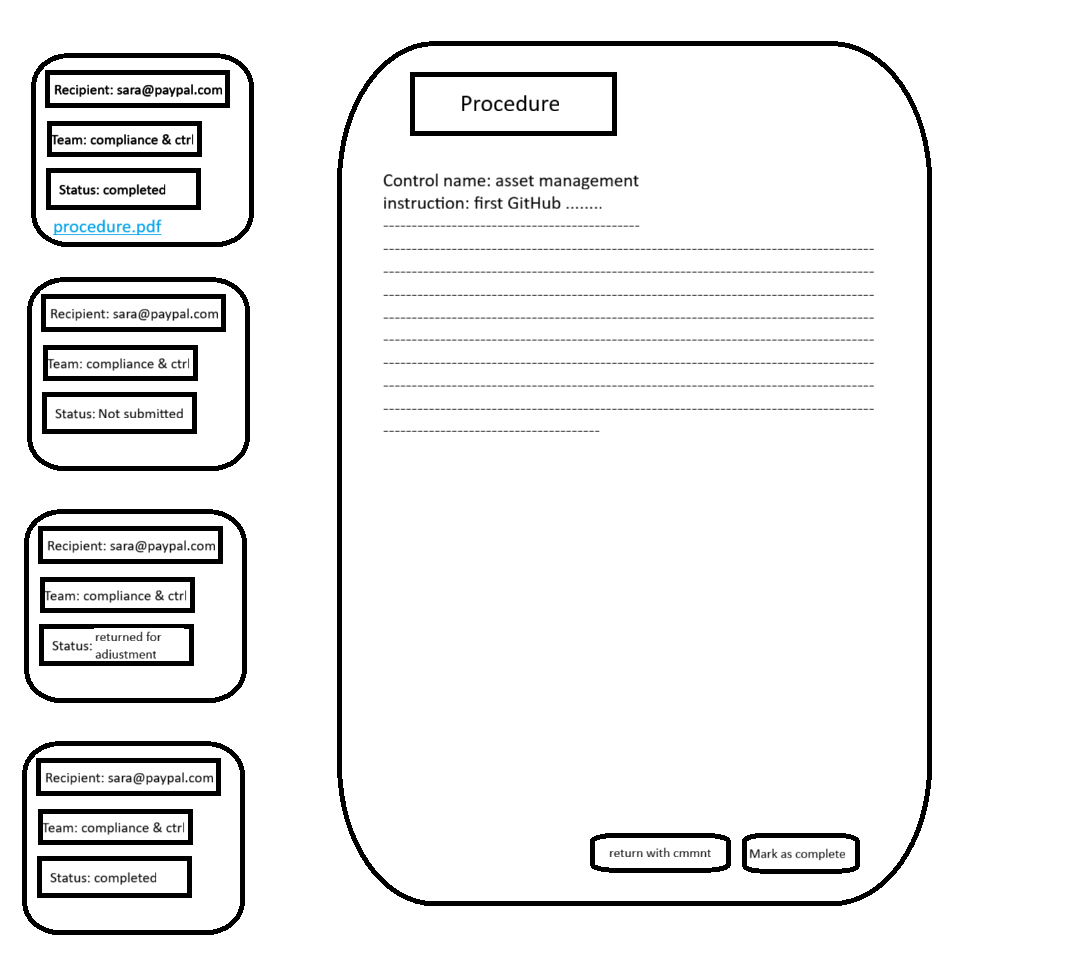 Recipient: sara@paypal.com
Team: compliance & ctrl
Status: completed
procedure.pdf
Recipient: sara@paypal.com
Team: compliance & ctrl
Status: Not submitted
Recipient: sara@paypal.com
Team: compliance & ctrl
Status: returned for
adjustment
Recipient: sara@paypal.com
Team: compliance & ctrl
Status: completed
Procedure
Control name: asset management
instruction: first GitHub ........
return with cmmnt
Mark as complete